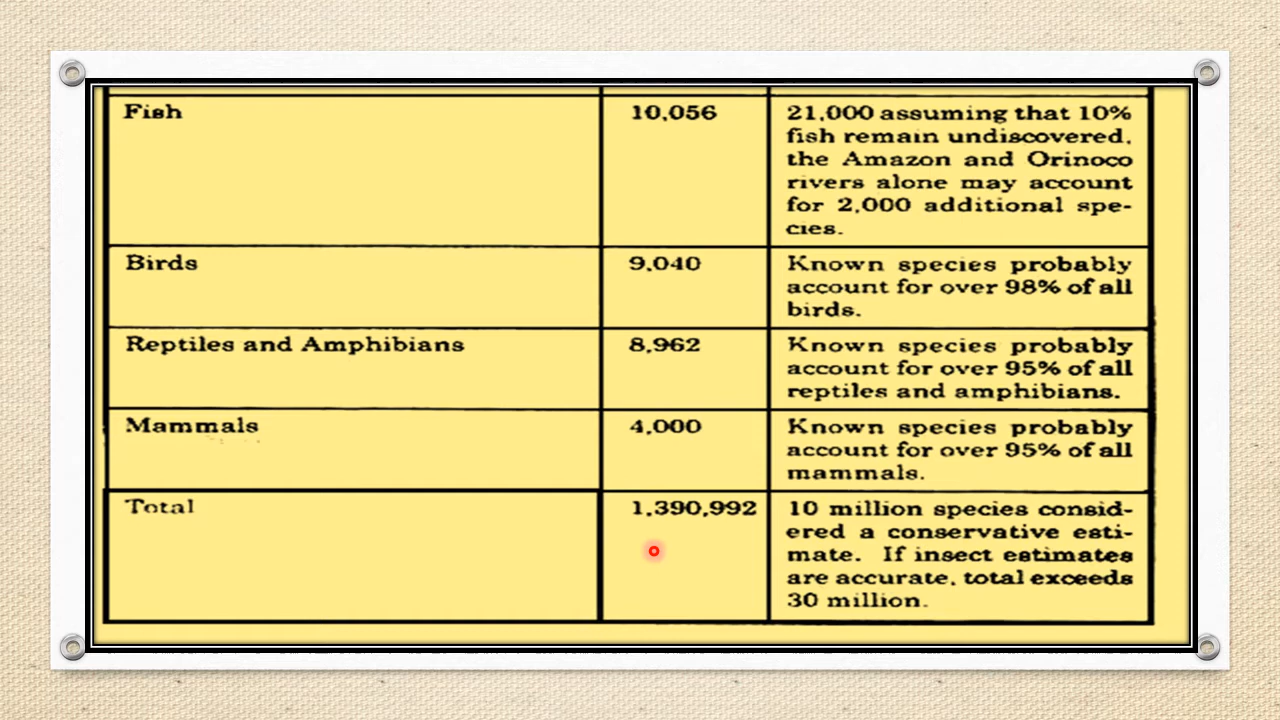 Fish 10,056 21,000 assuming that 10%
fish remain undiscovered,
the Amazon and Orinoco
rivers alone may account
for 2,000 additional spe-
cies.
Birds 9,040 Known species probably
account for over 98% of all
birds.
Reptiles and Amphibians 8,962 Known species probably
account for over 95% of all
reptiles and amphibians.
Mammals 4,000 Known species probably
account for over 95% of all
mammals.
Total 1,390,992 10 million species consid-
ered a conservative esti-
mate. If insect estimates
are accurate, total exceeds
30 million.